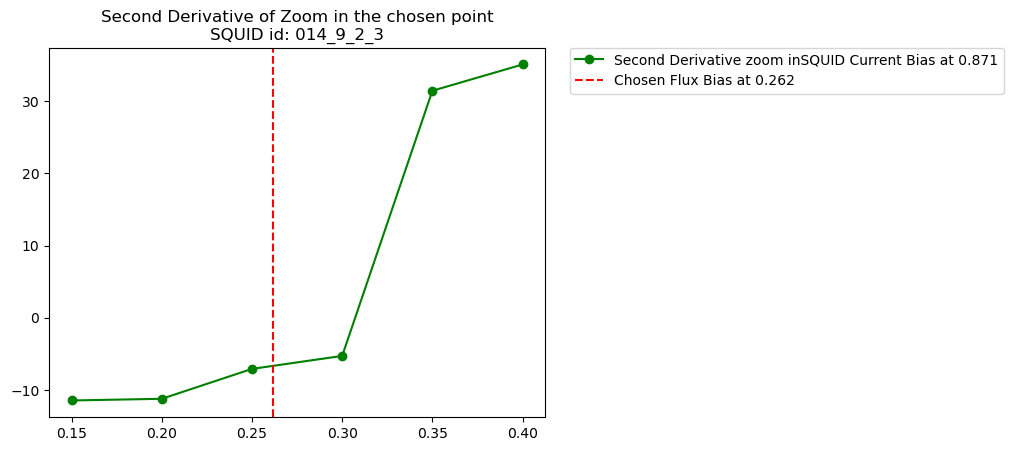 Second Derivative of Zoom in the chosen point
SQUID id: 014_9_2_3
Second Derivative zoom inSQUID Current Bias at 0.871
Chosen Flux Bias at 0.262
30
20
10
0
−10
0.15 0.20 0.25 0.30 0.35 0.40